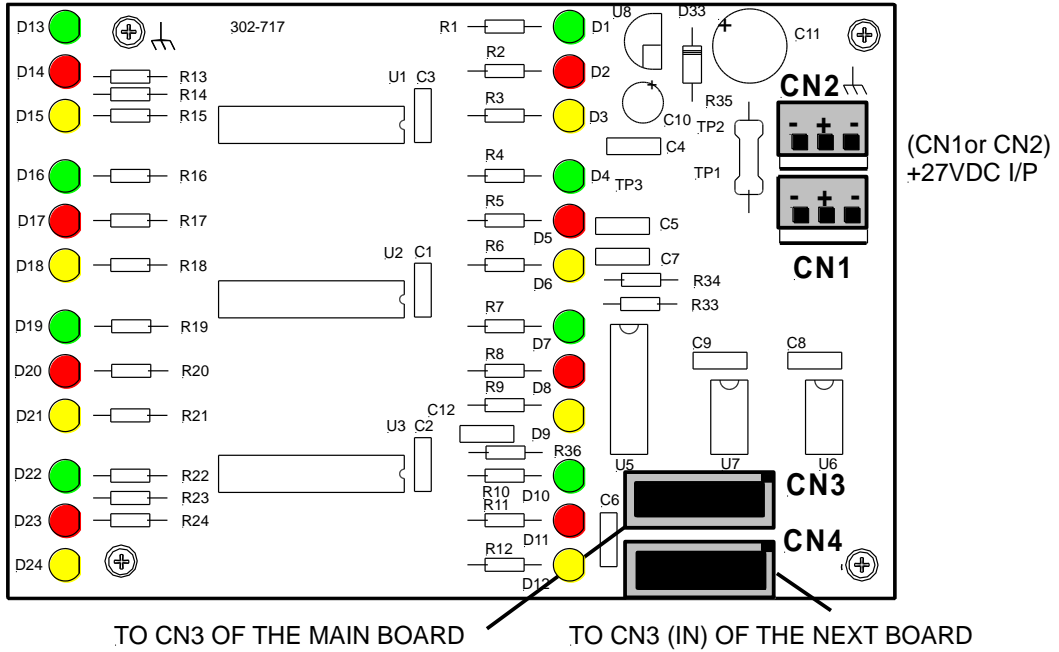 D13
302-717
R1
D1
U8
D33
C11
D14
R13
R14
U1
C3
R2
D2
CN2
D15
R15
R3
D3
C10
R35
TP2
- + -
(CN1or CN2)
+27VDC I/P
D16
R16
R4
D4
C4
TP3
TP1
D17
R17
R5
D5
C5
- + -
D18
R18
U2
C1
R6
D6
C7
R34
CN1
R33
D19
R19
R7
D7
D20
R20
R8
D8
C9
C8
D21
R21
R9
C12
D9
U3
C2
R36
U5
U7
U6
D22
R22
R23
R10
D10
CN3
D23
R24
R11
D11
C6
CN4
D24
R12
D12
TO CN3 OF THE MAIN BOARD
TO CN3 (IN) OF THE NEXT BOARD